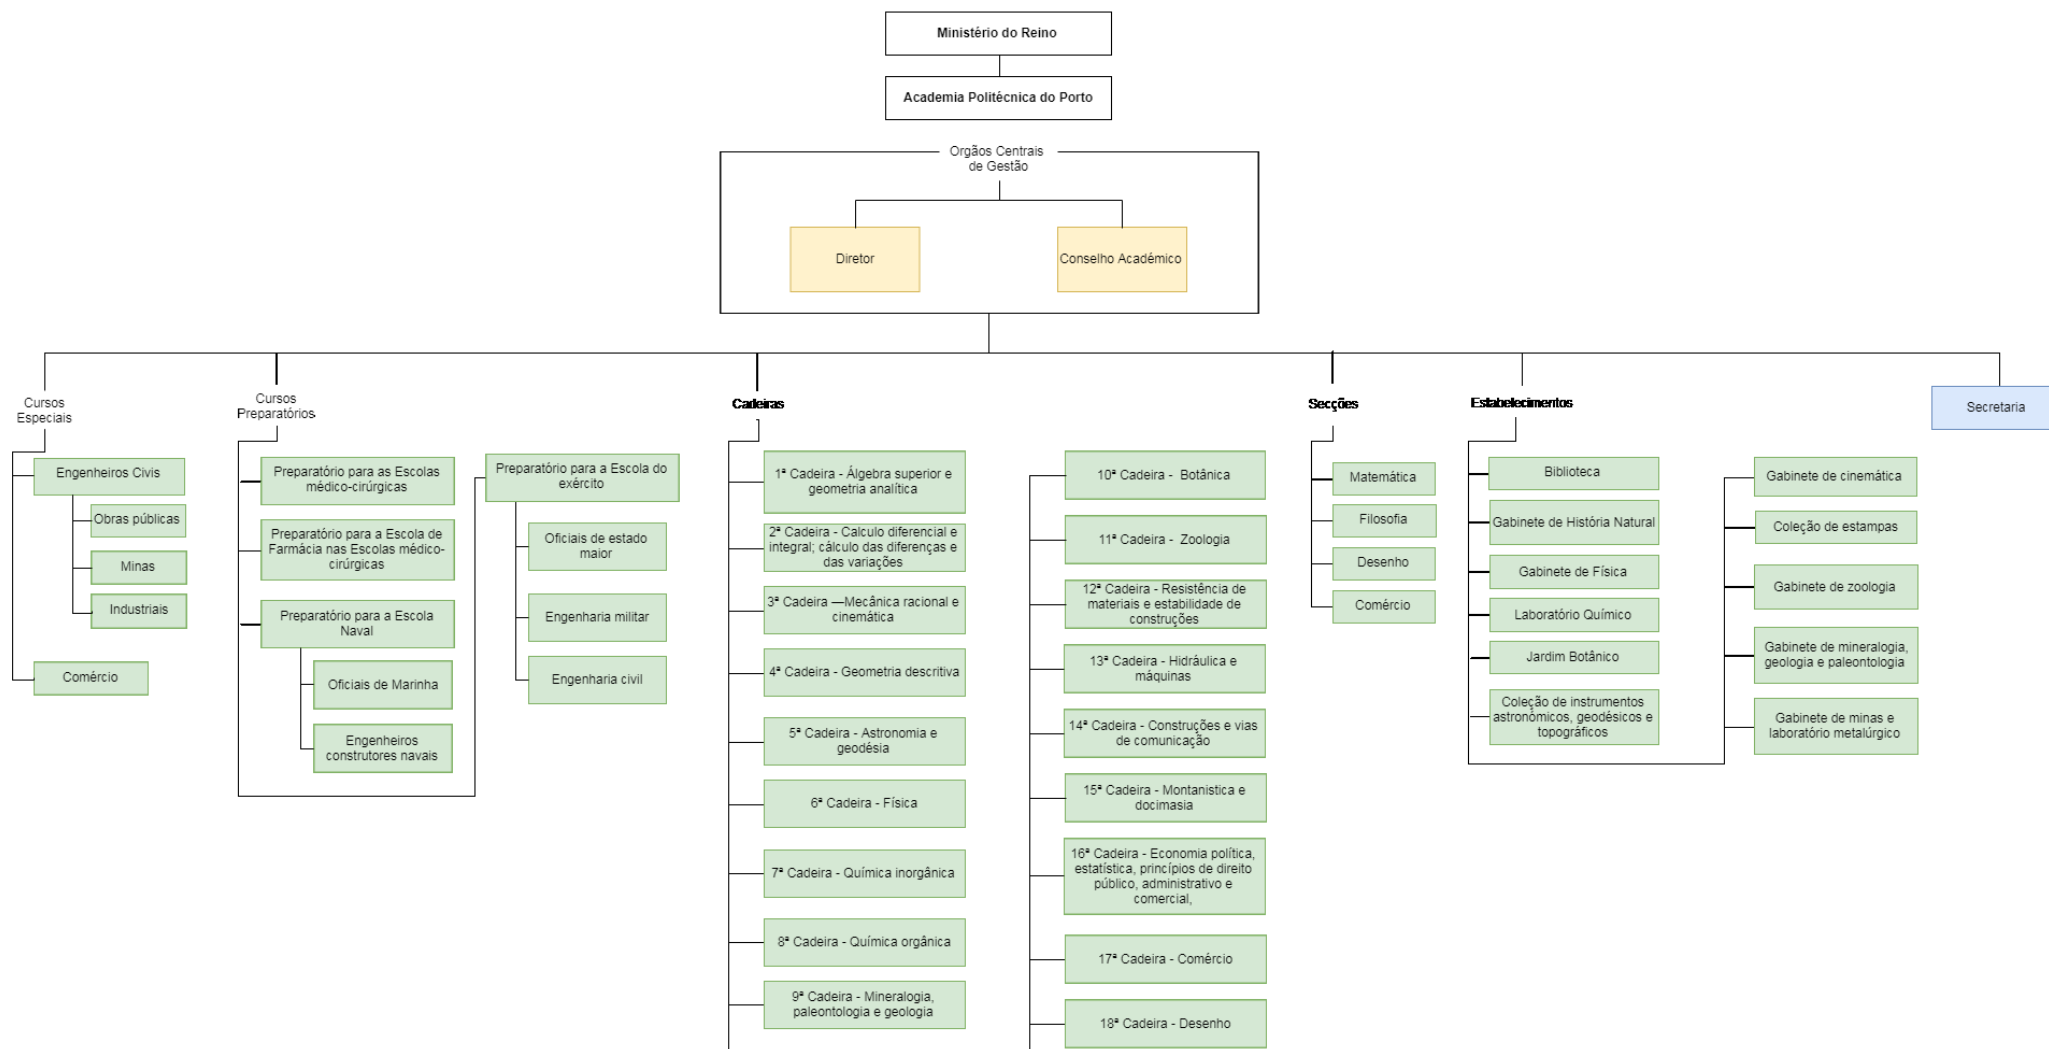 Ministério do Reino
Academia Politécnica do Porto
Orgãos Centrais
de Gestão
Diretor
Conselho Académico
Cursos
Especiais
Engenheiros Civis
Obras públicas
Minas
Industriais
Comércio
Cursos
Preparatórios
Preparatório para as Escolas
médico-cirúrgicas
Preparatório para a Escola de
Farmácia nas Escolas médico-
cirúrgicas
Preparatório para a Escola
Naval
Oficiais de Marinha
Engenheiros
construtores navais
Preparatório para a Escola do
exército
Oficiais de estado
maior
Engenharia militar
Engenharia civil
Cadeiras
1ª Cadeira - Álgebra superior e
geometria analítica
2ª Cadeira - Calculo diferencial e
integral; cálculo das diferenças e
das variações
3ª Cadeira —Mecânica racional e
cinemática
4ª Cadeira - Geometria descritiva
5ª Cadeira - Astronomia e
geodésia
6ª Cadeira - Física
7ª Cadeira - Química inorgânica
8ª Cadeira - Química orgânica
9ª Cadeira - Mineralogia,
paleontologia e geologia
10ª Cadeira - Botânica
11ª Cadeira - Zoologia
12ª Cadeira - Resistência de
materiais e estabilidade de
construções
13ª Cadeira - Hidráulica e
máquinas
14ª Cadeira - Construções e vias
de comunicação
15ª Cadeira - Montanistica e
docimasia
16ª Cadeira - Economia política,
estatística, princípios de direito
público, administrativo e
comercial,
17ª Cadeira - Comércio
18ª Cadeira - Desenho
Secções
Matemática
Filosofia
Desenho
Comércio
Estabelecimentos
Biblioteca
Gabinete de História Natural
Gabinete de Física
Laboratório Químico
Jardim Botânico
Coleção de instrumentos
astronómicos, geodésicos e
topográficos
Gabinete de cinemática
Coleção de estampas
Gabinete de zoologia
Gabinete de mineralogia,
geologia e paleontologia
Gabinete de minas e
laboratório metalúrgico
Secretaria